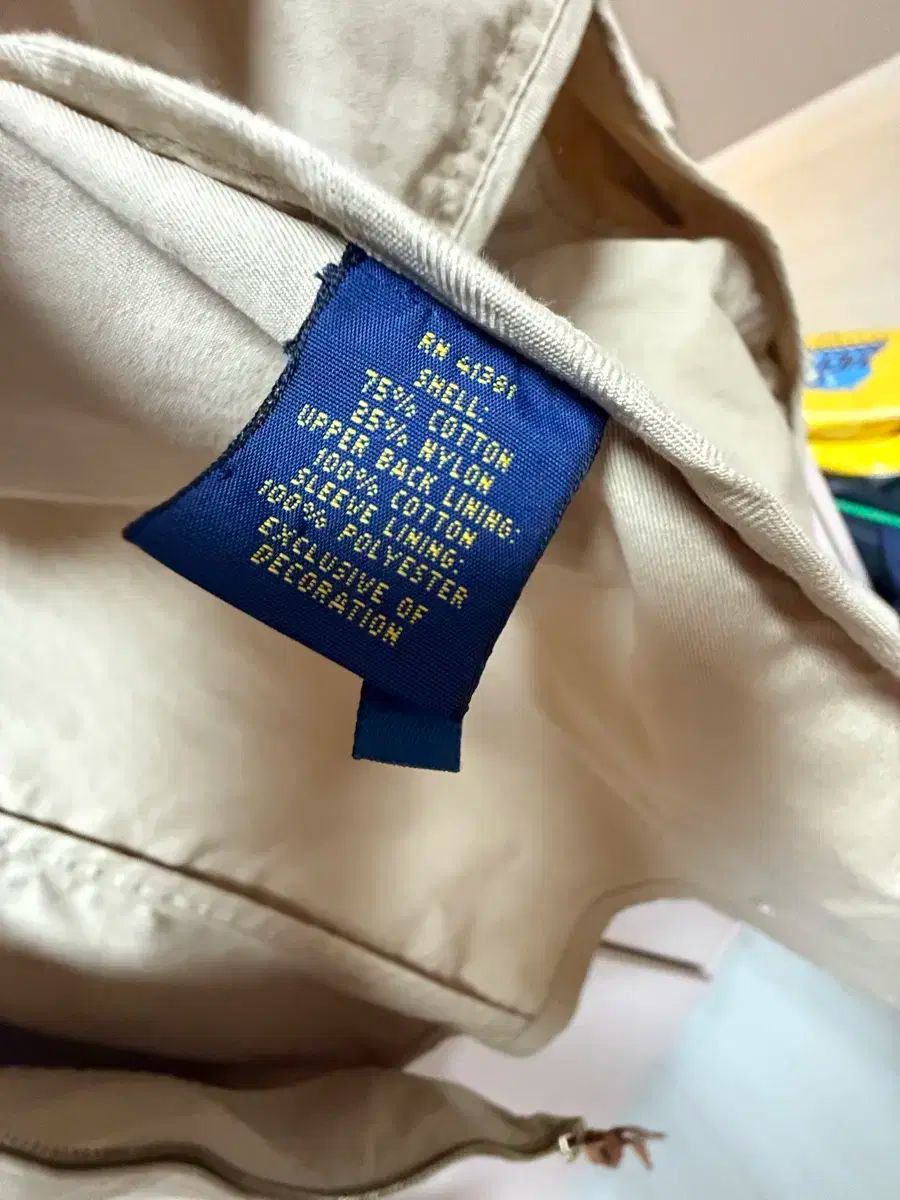 RN 41381
SHELL:
75% COTTON
25% NYLON
UPPER BACK LINING:
100% COTTON
SLEEVE LINING:
100% POLYESTER
EXCLUSIVE OF
DECORATION